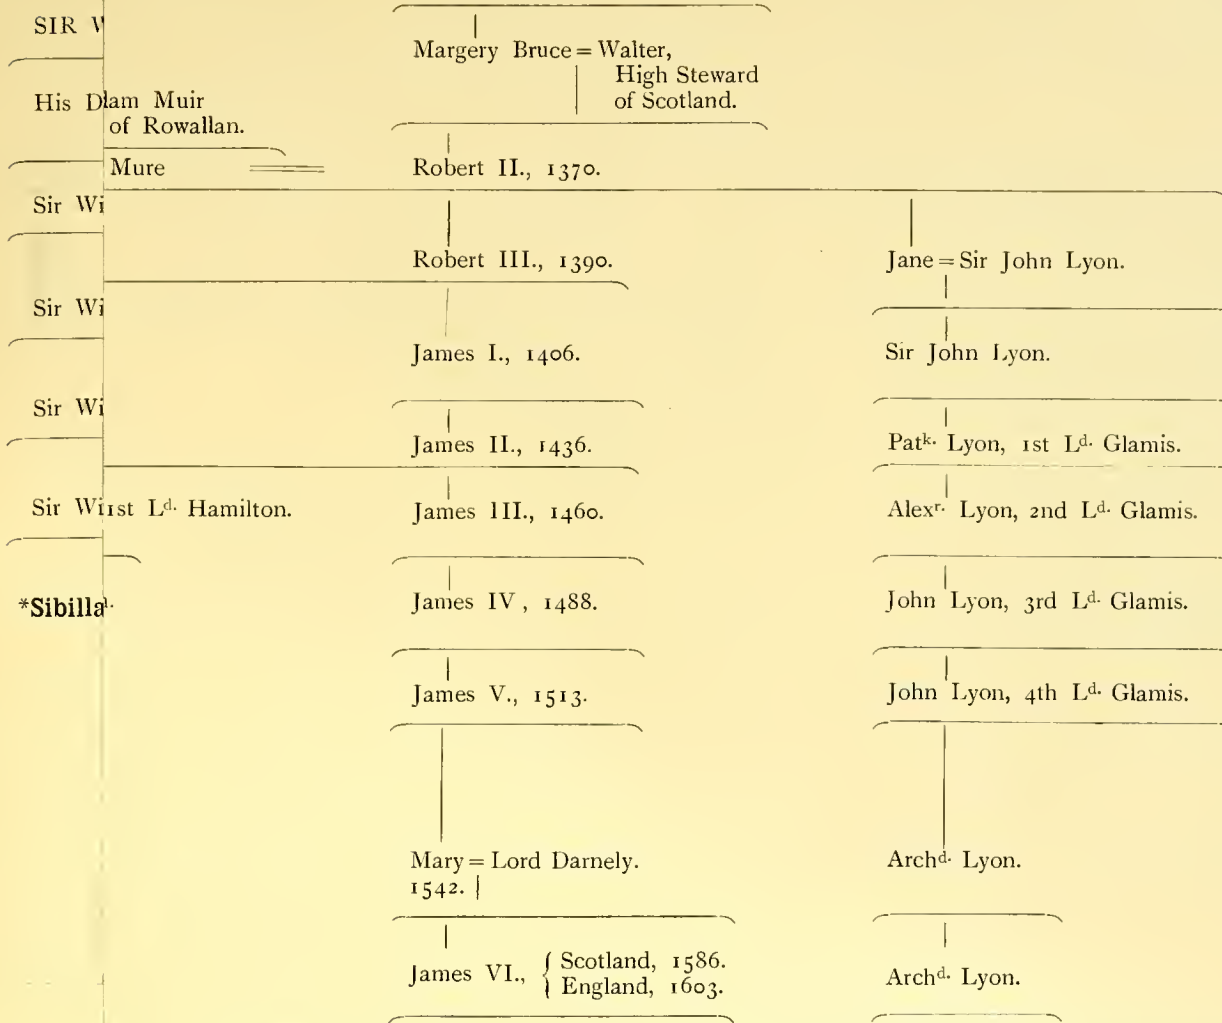 SIR
Margery Bruce = Walter,
High Steward
of Scotland.
His
lam Muir
of Rowallan.
Mure
Robert II., 1370.
Sir Wi
Robert III., 1390.
Jane = Sir John Lyon.
Sir Wi
James I., 1406.
Sir John Lyon.
Sir Wi
James II., 1436.
Patk. Lyon, 1st Ld. Glamis.
Sir Wi
1st Ld. Hamilton.
James III., 1460.
Alexr. Lyon, 2nd Ld. Glamis.
*Sibilla
James IV, 1488.
John Lyon, 3rd Ld. Glamis.
James V., 1513.
John Lyon, 4th Ld. Glamis.
Mary = Lord Darnely.
1542.
Archd. Lyon.
James VI., { Scotland, 1586.
England, 1603.
Archd. Lyon.